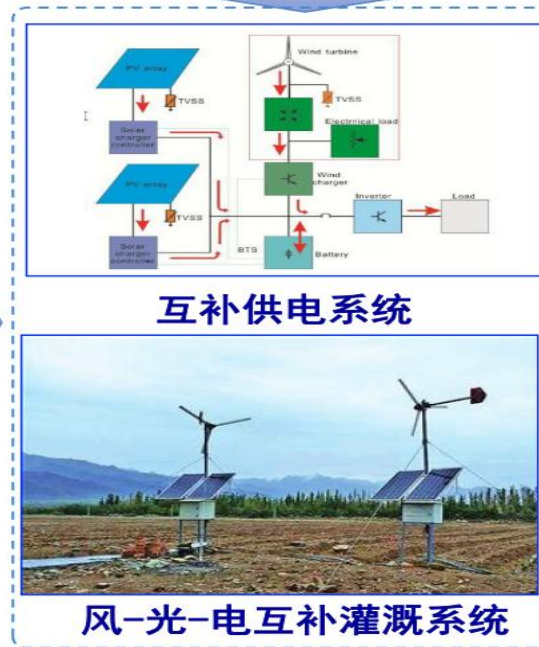 Wind turbine
PV array
TVSS
TVSS
Electrnical load
Solar
charger
controller
Wind
charger
PV array
Inverter
Load
TVSS
Solar
charger
controller
BTS
Battery
互补供电系统
风-光-电互补灌溉系统